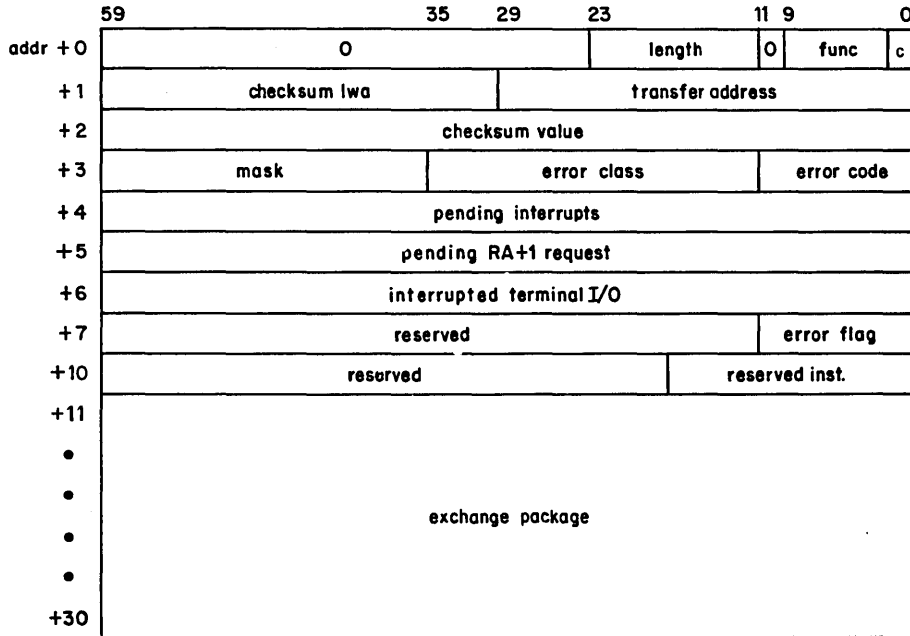 59 35 29 23 11 9 0
addr +0 0 length 0 func c
+1 checksum lwa transfer address
+2 checksum value
+3 mask error class error code
+4 pending interrupts
+5 pending RA+1 request
+6 interrupted terminal I/O
+7 reserved error flag
+10 reserved reserved inst.
+11
exchange package
+30